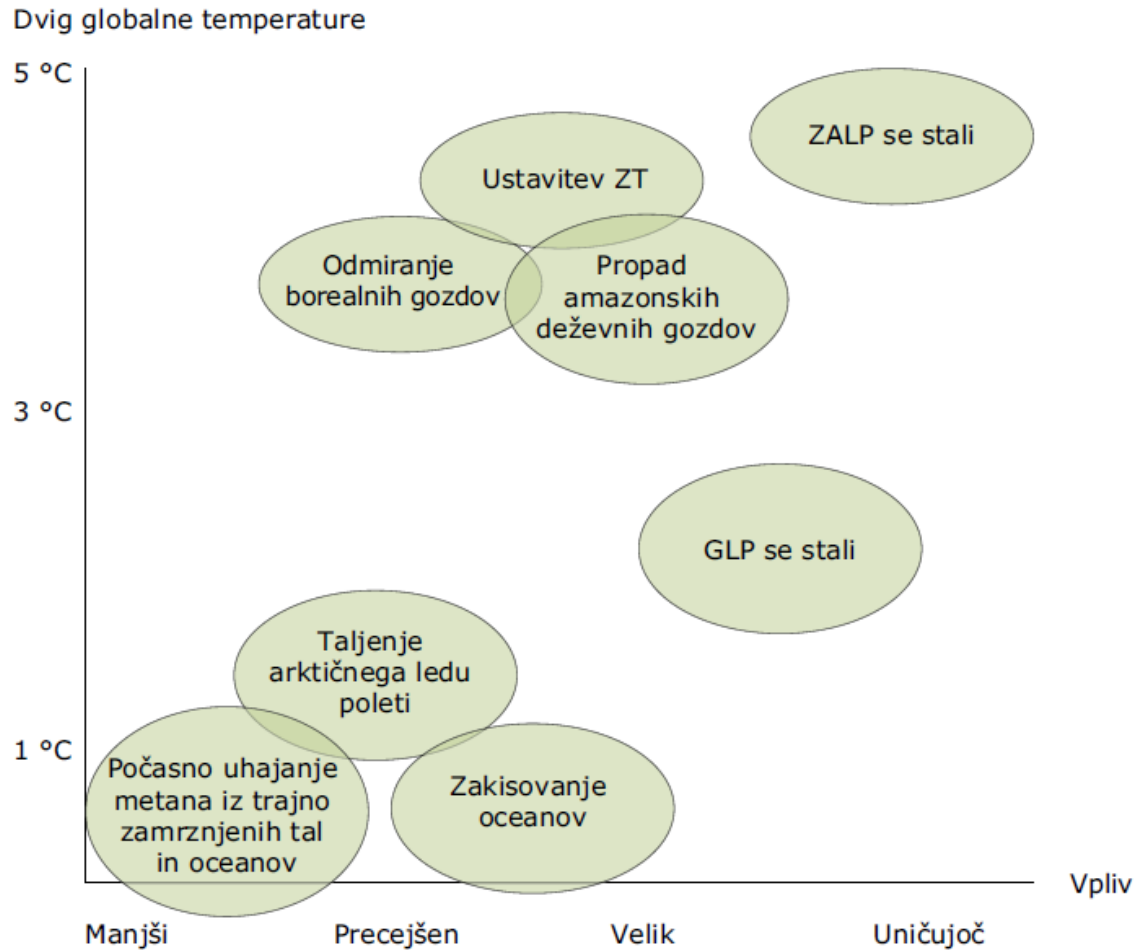 Dvig globalne temperature
5 °C
ZALP se stali
Ustavitev ZT
Odmiranje
borealnih gozdov
Propad
amazonskih
deževnih gozdov
3 °C
GLP se stali
Taljenje
arktičnega ledu
poleti
1 °C
Počasno uhajanje
metana iz trajno
zamrznjenih tal
in oceanov
Zakisovanje
oceanov
Vpliv
Manjši
Precejšen
Velik
Uničujoč